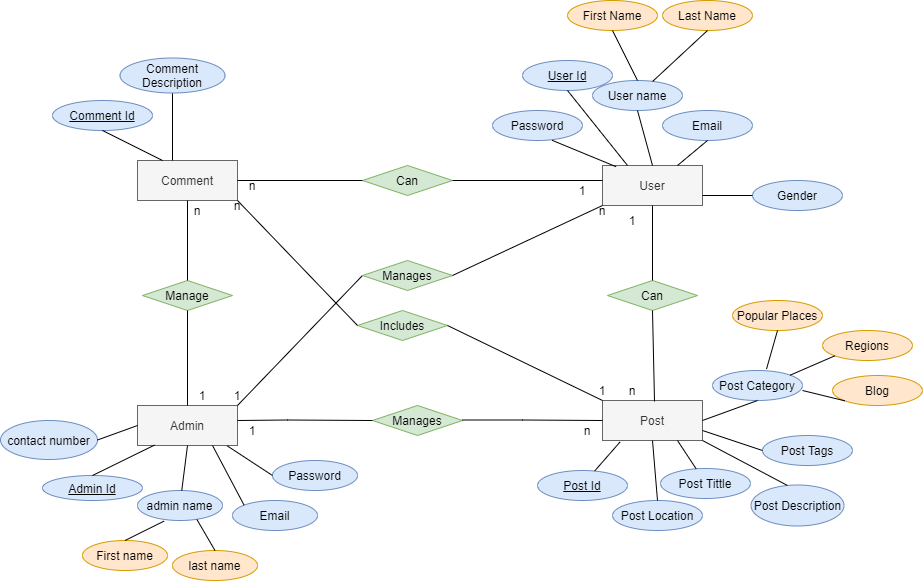 First Name
Last Name
Comment
Description
User Id
User name
Comment Id
Password
Email
Comment
n
Can
1
User
Gender
n
n
n
1
Manage
Manages
Can
Includes
Popular Places
Regions
Post Category
Blog
1
1
1
n
Admin
1
Manages
n
Post
contact number
Post Tags
Admin Id
Password
Post Id
Post Tittle
admin name
Email
Post Location
Post Description
First name
last name